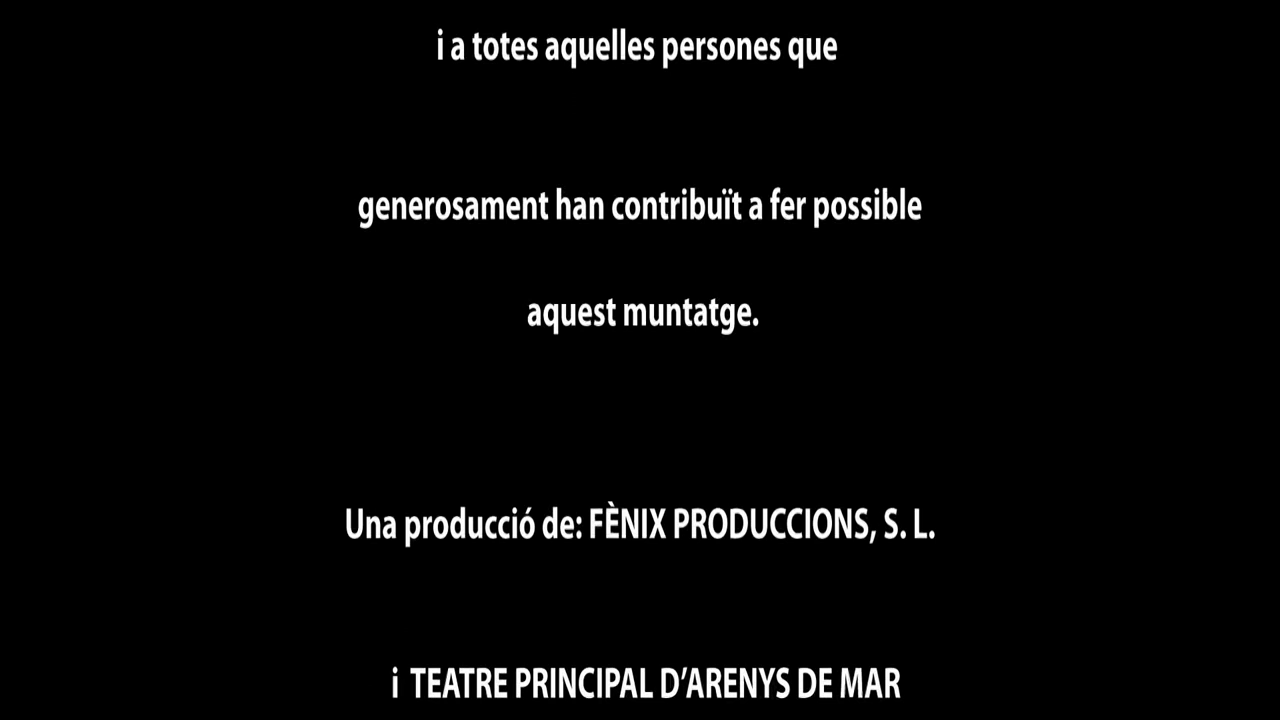 i a totes aquelles persones que
generosament han contribuït a fer possible
aquest muntatge.
Una producció de: FÈNIX PRODUCCIONS, S. L.
i TEATRE PRINCIPAL D’ARENYS DE MAR